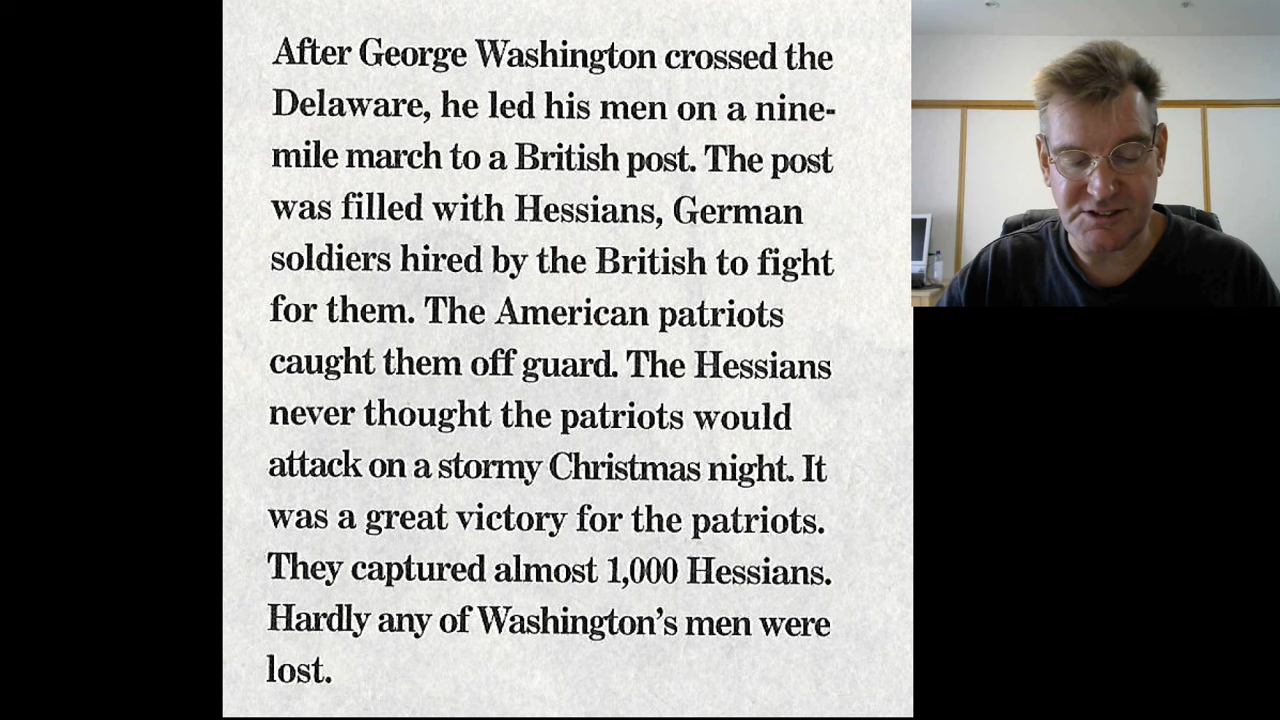 After George Washington crossed the
Delaware, he led his men on a nine-
mile march to a British post. The post
was filled with Hessians, German
soldiers hired by the British to fight
for them. The American patriots
caught them off guard. The Hessians
never thought the patriots would
attack on a stormy Christmas night. It
was a great victory for the patriots.
They captured almost 1,000 Hessians.
Hardly any of Washington's men were
lost.